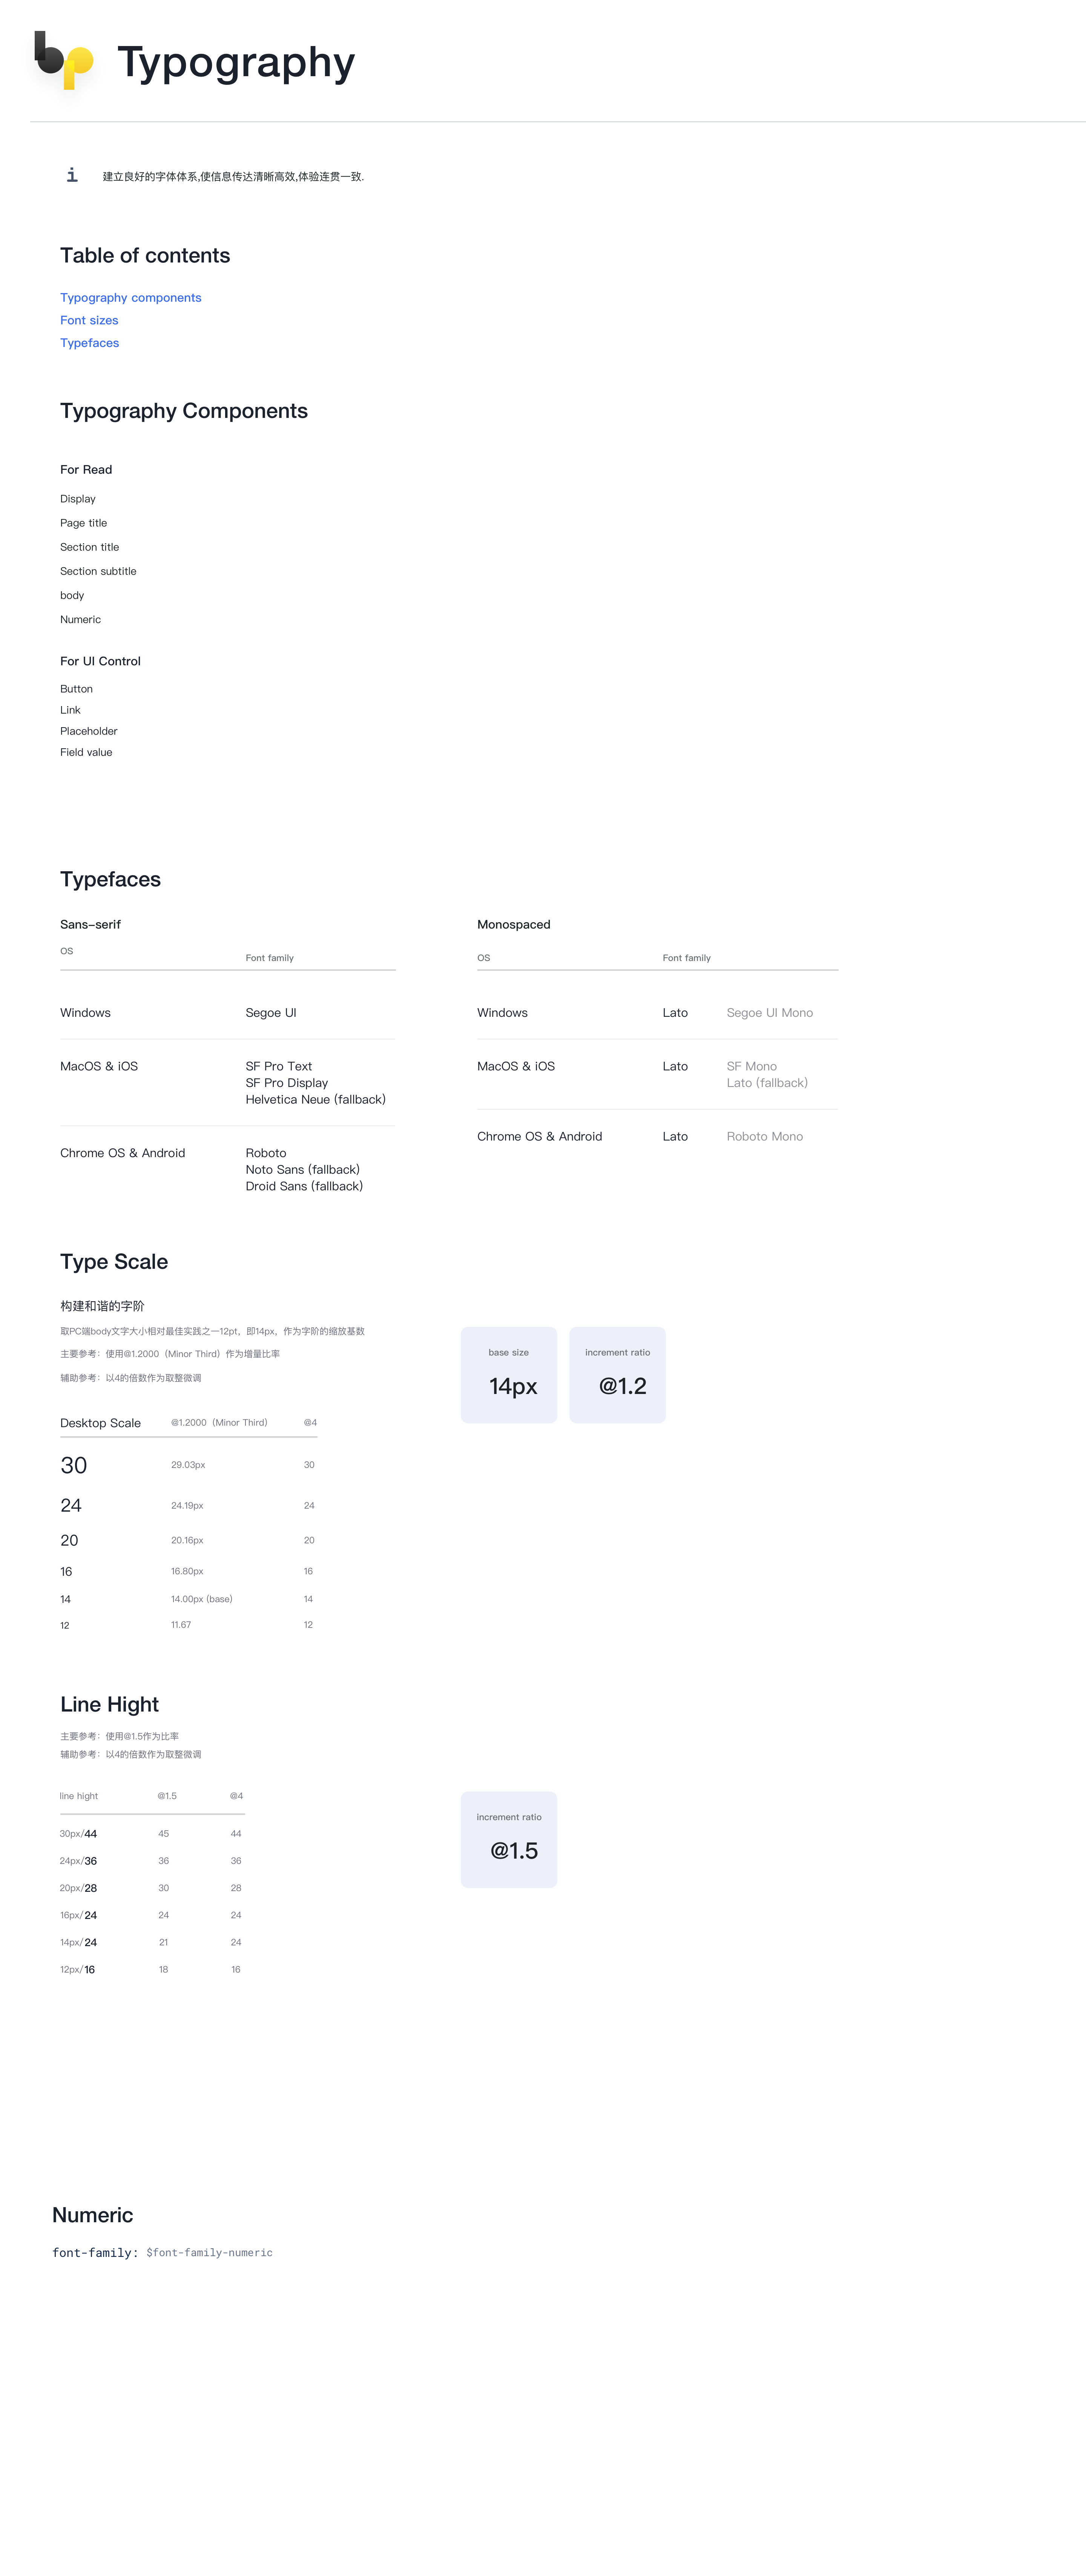 bp
Typography
i 建立良好的字体体系,使信息传达清晰高效,体验连贯一致.
Table of contents
Typography components
Font sizes
Typefaces
Typography Components
For Read
Display
Page title
Section title
Section subtitle
body
Numeric
For UI Control
Button
Link
Placeholder
Field value
Typefaces
Sans-serif
OS Font family
Windows Segoe UI
MacOS & iOS SF Pro Text
SF Pro Display
Helvetica Neue (fallback)
Chrome OS & Android Roboto
Noto Sans (fallback)
Droid Sans (fallback)
Monospaced
OS Font family
Windows Lato Segoe UI Mono
MacOS & iOS Lato SF Mono
Lato (fallback)
Chrome OS & Android Lato Roboto Mono
Type Scale
构建和谐的字阶
取PC端body文字大小相对最佳实践之一12pt，即14px，作为字阶的缩放基数
主要参考：使用@1.2000（Minor Third）作为增量比率
辅助参考：以4的倍数作为取整微调
base size
14px
increment ratio
@1.2
Desktop Scale @1.2000（Minor Third） @4
30 29.03px 30
24 24.19px 24
20 20.16px 20
16 16.80px 16
14 14.00px (base) 14
12 11.67 12
Line Hight
主要参考：使用@1.5作为比率
辅助参考：以4的倍数作为取整微调
line hight @1.5 @4
30px/44 45 44
24px/36 36 36
20px/28 30 28
16px/24 24 24
14px/24 21 24
12px/16 18 16
increment ratio
@1.5
Numeric
font-family: $font-family-numeric